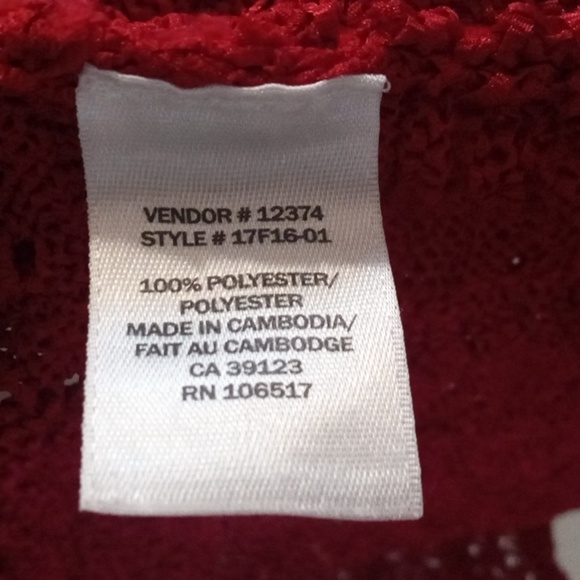 VENDOR # 12374
STYLE # 17F16-01
100% POLYESTER/
POLYESTER
MADE IN CAMBODIA/
FAIT AU CAMBODGE
CA 39123
RN 106517